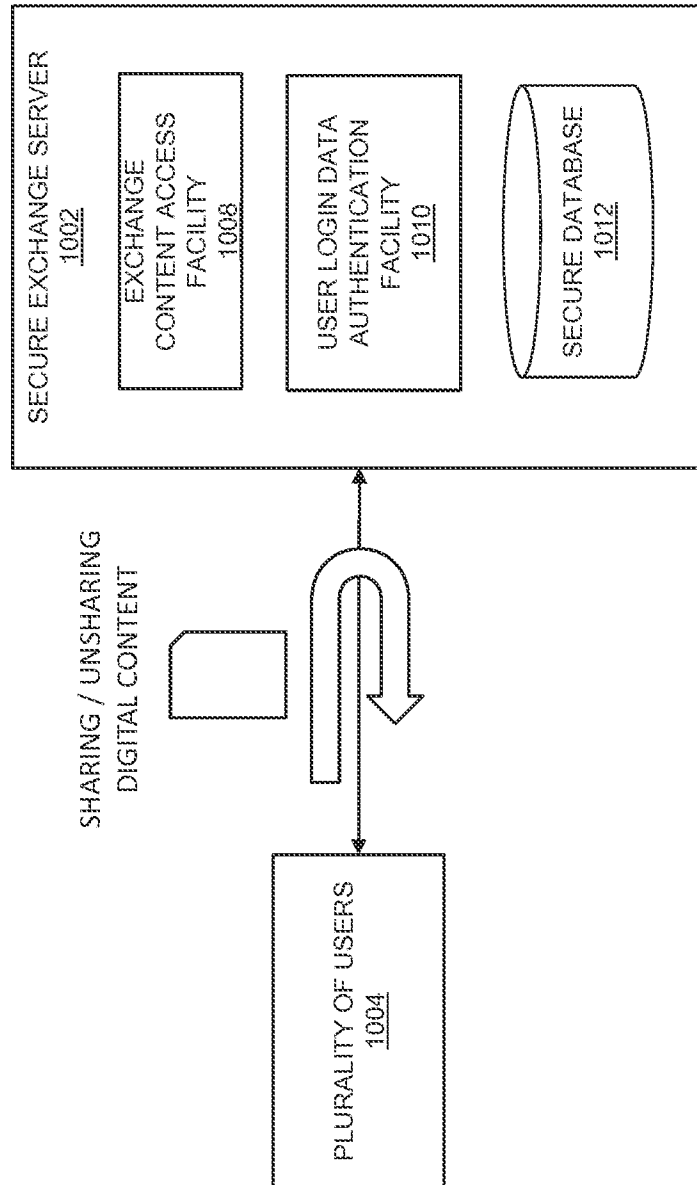 SHARING / UNSHARING
DIGITAL CONTENT
PLURALITY OF USERS
1004
SECURE EXCHANGE SERVER
1002
EXCHANGE
CONTENT ACCESS
FACILITY
1008
USER LOGIN DATA
AUTHENTICATION
FACILITY
1010
SECURE DATABASE
1012